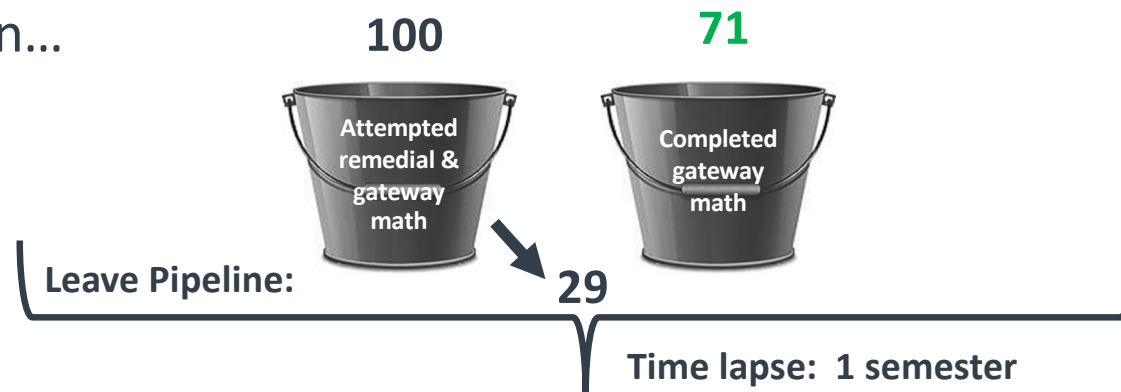 n...
100
71
Attempted
remedial &
gateway
math
Completed
gateway
math
Leave Pipeline:
29
Time lapse: 1 semester